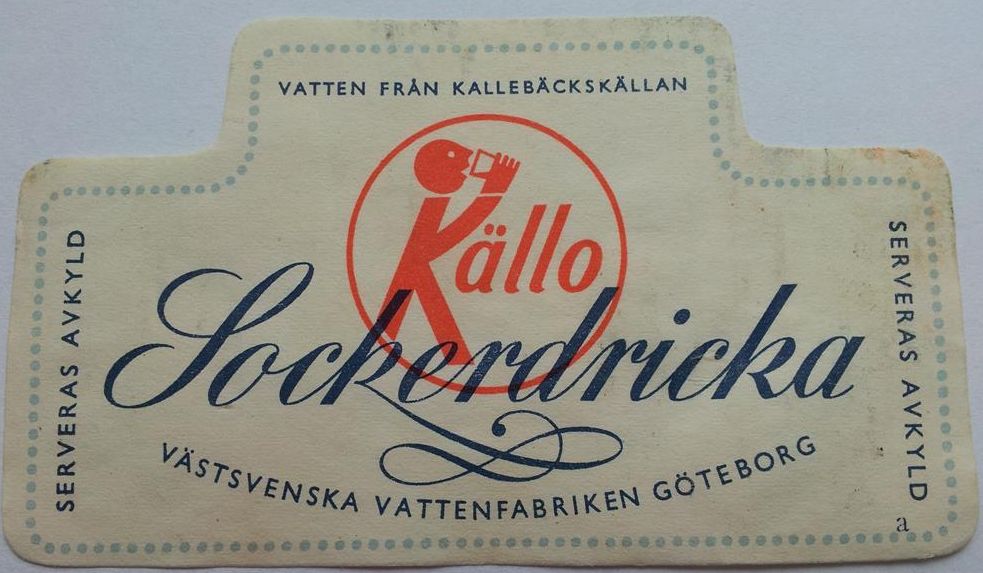 VATTEN FRÅN KALLEBÄCKSKÄLLAN
Källo
Sockerdricka
VÄSTSVENSKA VATTENFABRIKEN GÖTEBORG
SERVERAS AVKYLD
SERVERAS AVKYLD
a